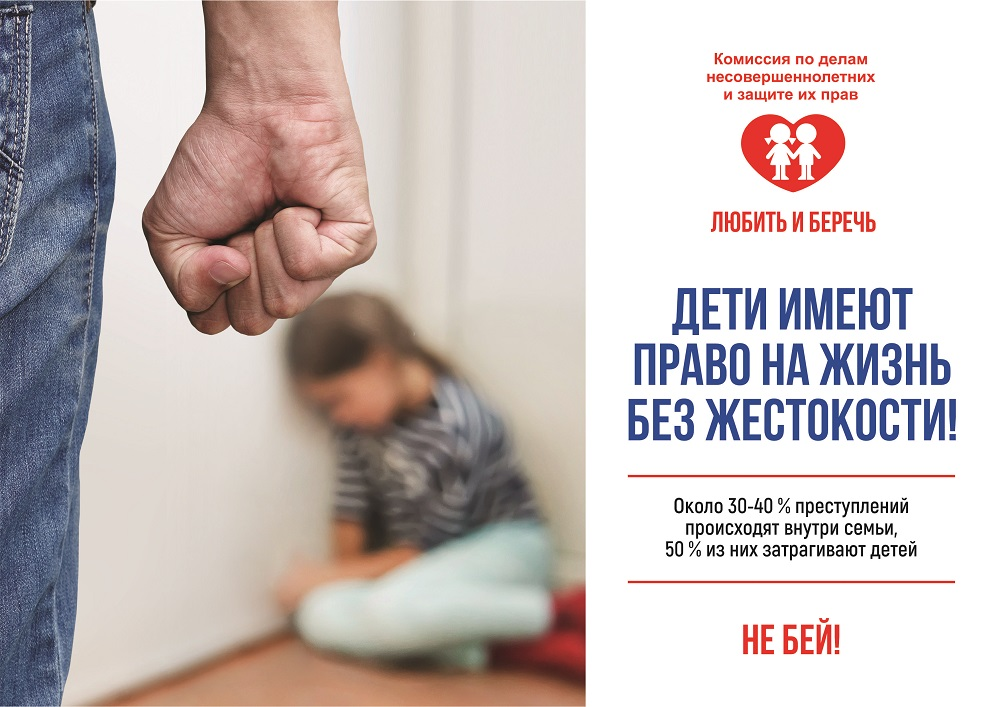 Комиссия по делам
несовершеннолетних
и защите их прав
ЛЮБИТЬ И БЕРЕЧЬ
ДЕТИ ИМЕЮТ
ПРАВО НА ЖИЗНЬ
БЕЗ ЖЕСТОКОСТИ!
Около 30-40 % преступлений
происходят внутри семьи,
50 % из них затрагивают детей
НЕ БЕЙ!